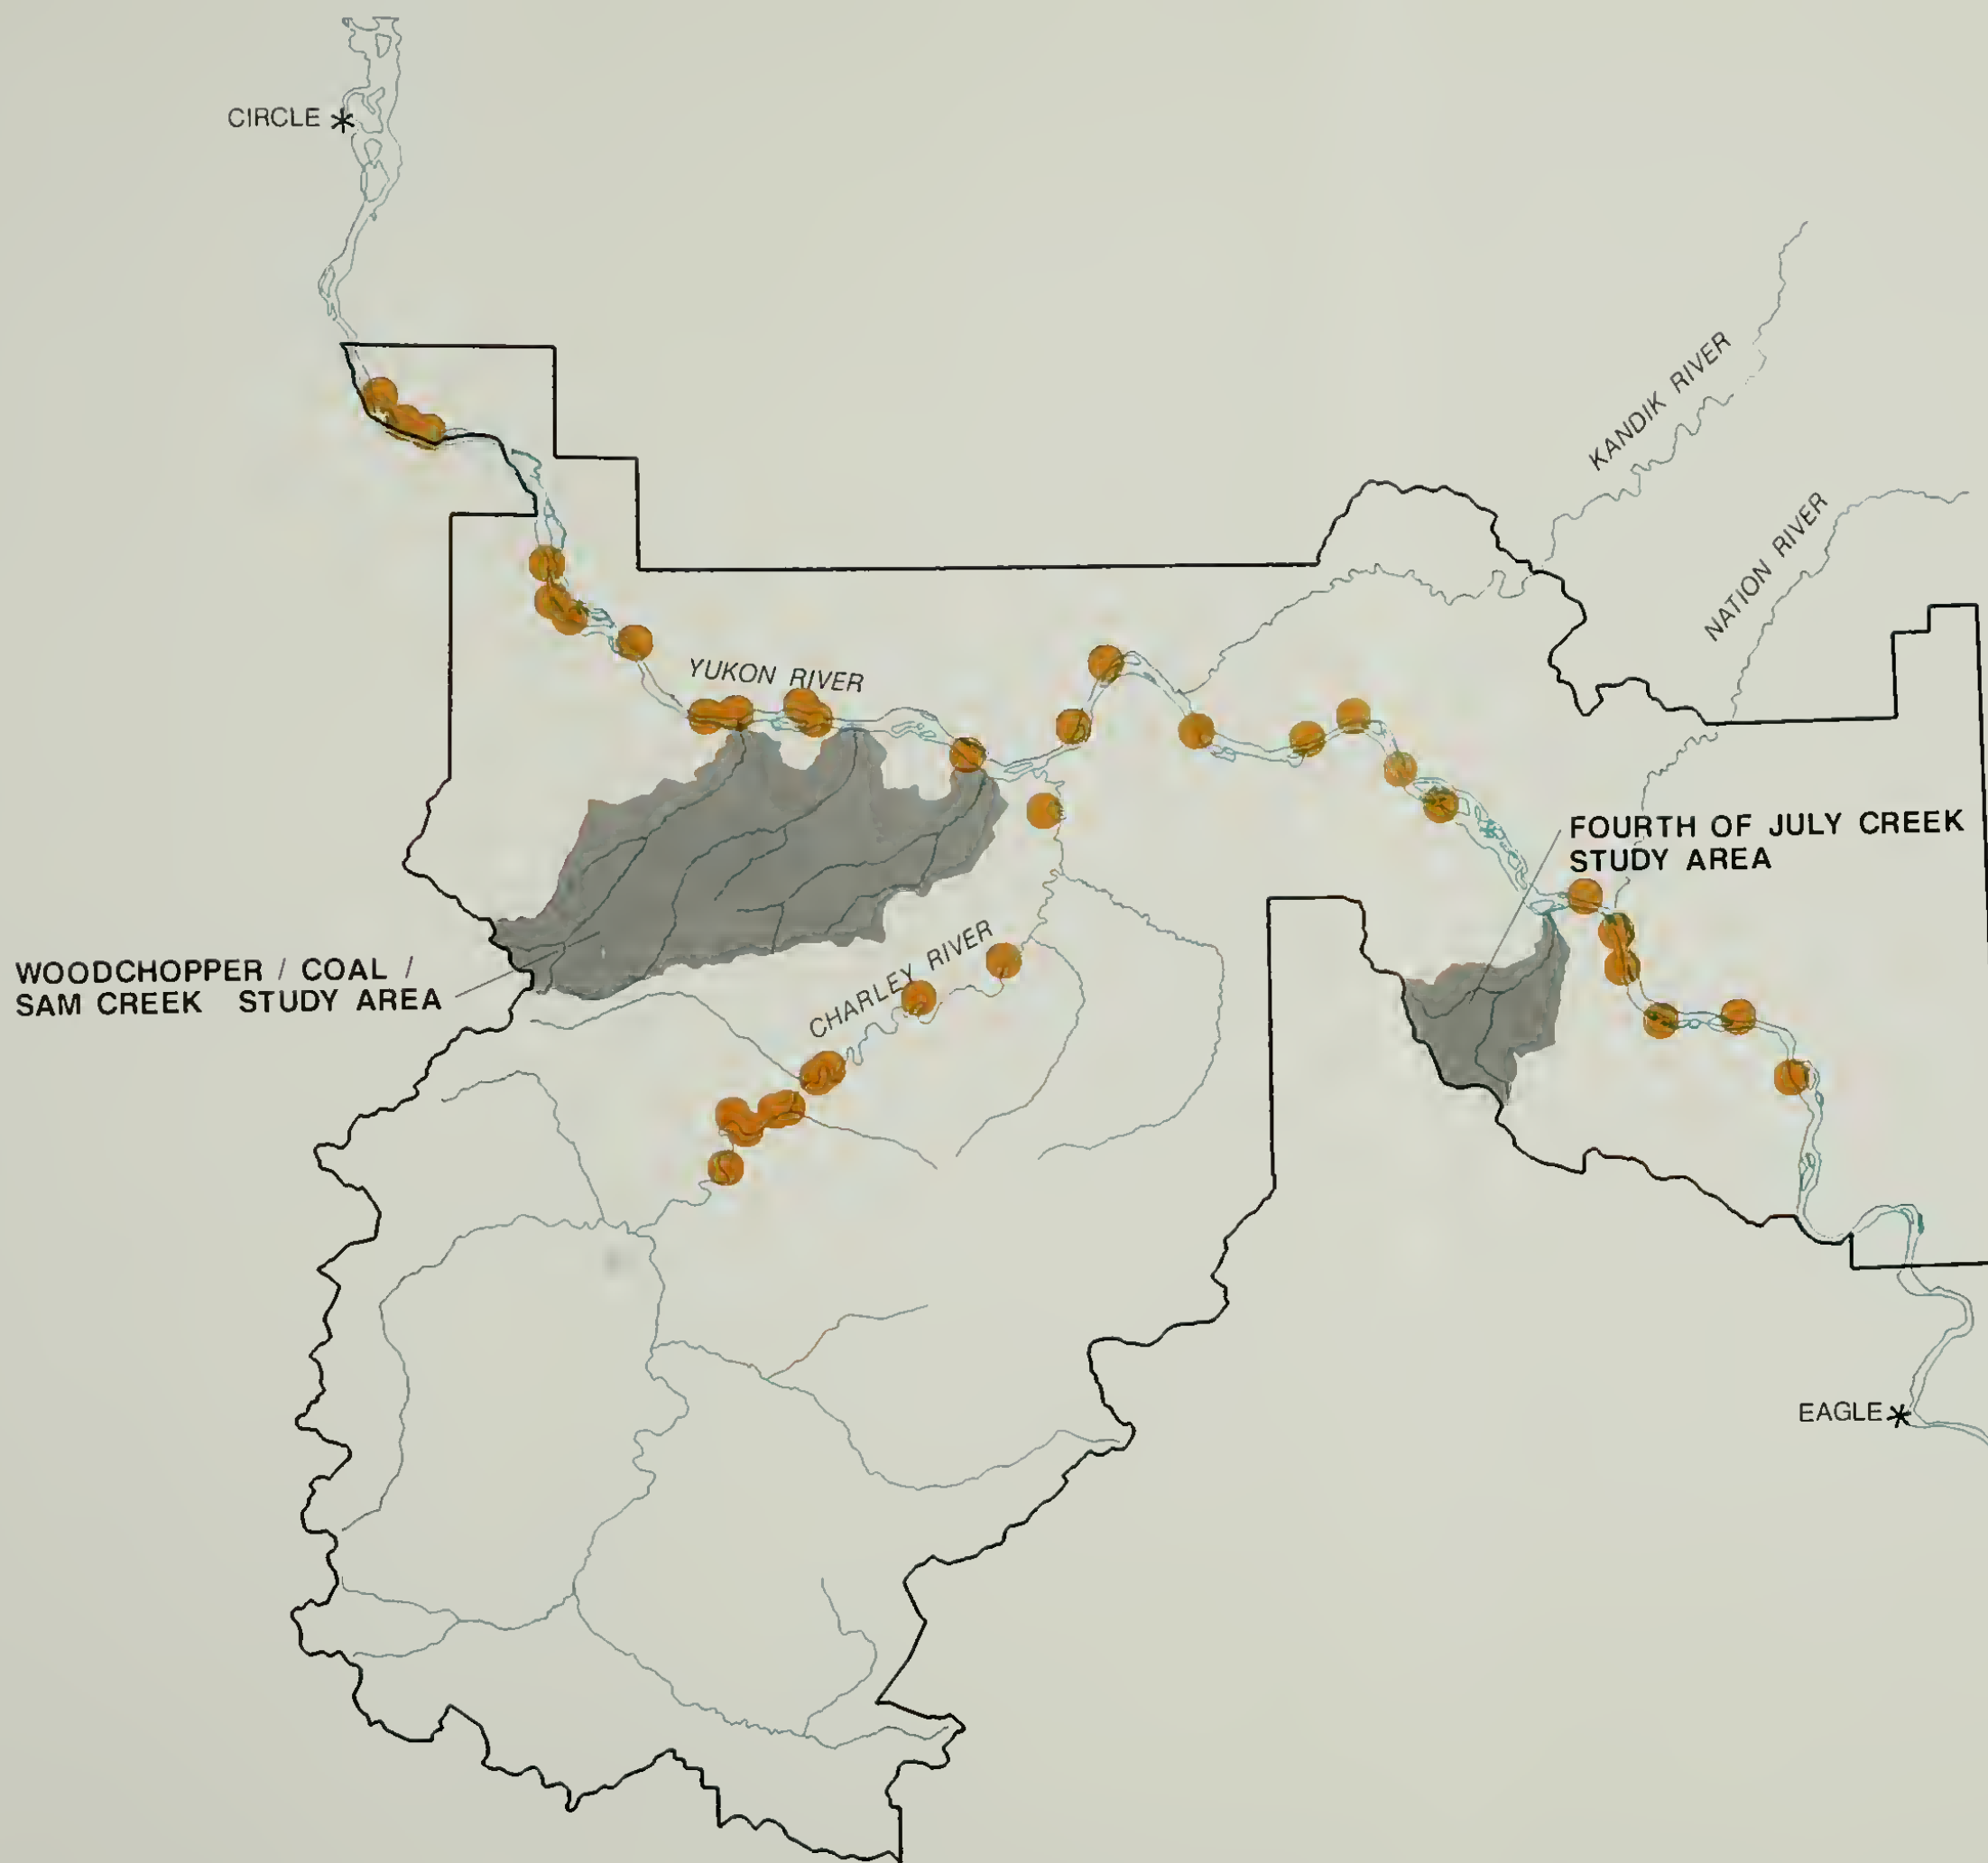 CIRCLE
KANDIK RIVER
NATION RIVER
YUKON RIVER
FOURTH OF JULY CREEK
STUDY AREA
WOODCHOPPER / COAL /
SAM CREEK STUDY AREA
CHARLEY RIVER
EAGLE